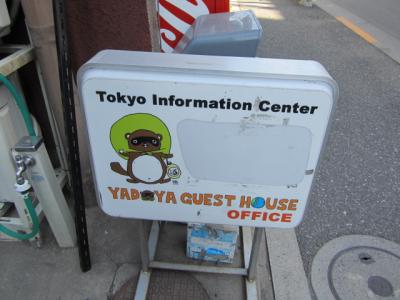 Tokyo Information Center
YADOYA GUEST HOUSE
OFFICE